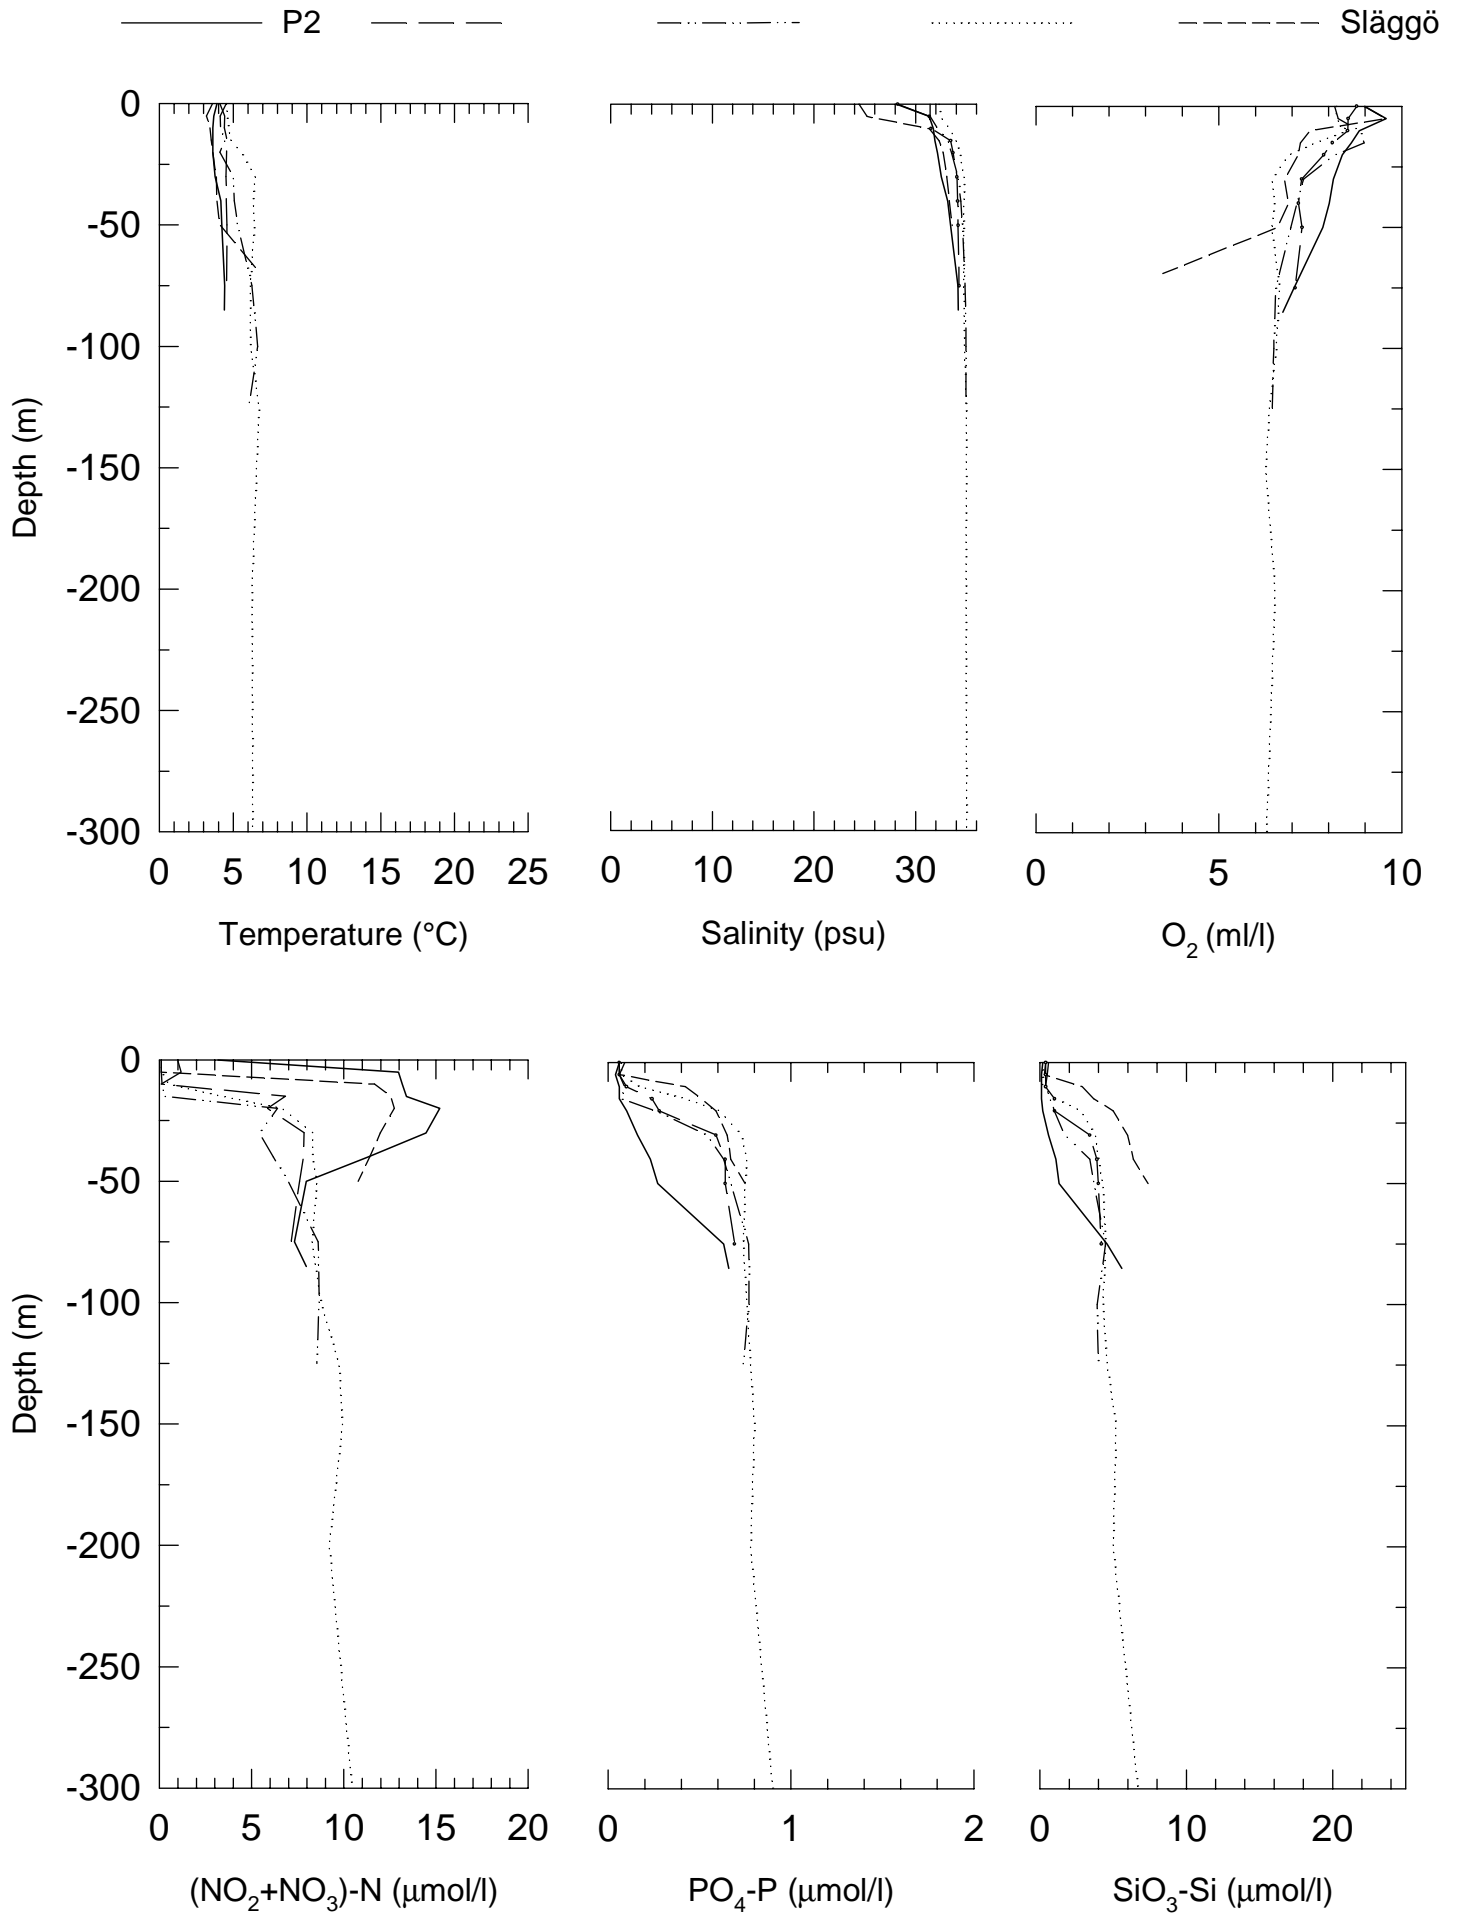 P2 Släggö
0
-50
-100
-150
-200
-250
-300
Depth (m)
0 5 10 15 20 25
Temperature (°C)
0 10 20 30
Salinity (psu)
0 5 10
O2 (ml/l)
0
-50
-100
-150
-200
-250
-300
Depth (m)
0 5 10 15 20
(NO2+NO3)-N (μmol/l)
0 1 2
PO4-P (μmol/l)
0 10 20
SiO3-Si (μmol/l)